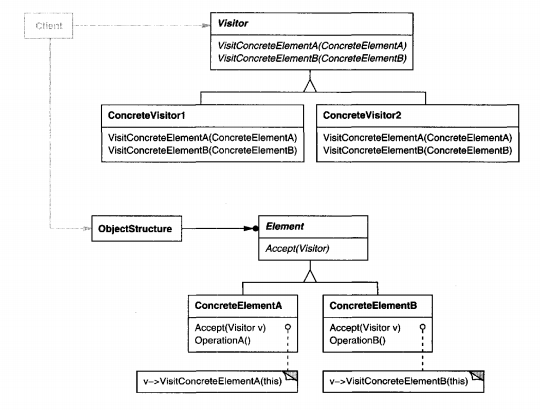 Client
Visitor
VisitConcreteElementA(ConcreteElementA)
VisitConcreteElementB(ConcreteElementB)
ConcreteVisitor1
VisitConcreteElementA(ConcreteElementA)
VisitConcreteElementB(ConcreteElementB)
ConcreteVisitor2
VisitConcreteElementA(ConcreteElementA)
VisitConcreteElementB(ConcreteElementB)
ObjectStructure
Element
Accept(Visitor)
ConcreteElementA
Accept(Visitor v)
OperationA()
ConcreteElementB
Accept(Visitor v)
OperationB()
v–>VisitConcreteElementA(this)
v–>VisitConcreteElementB(this)